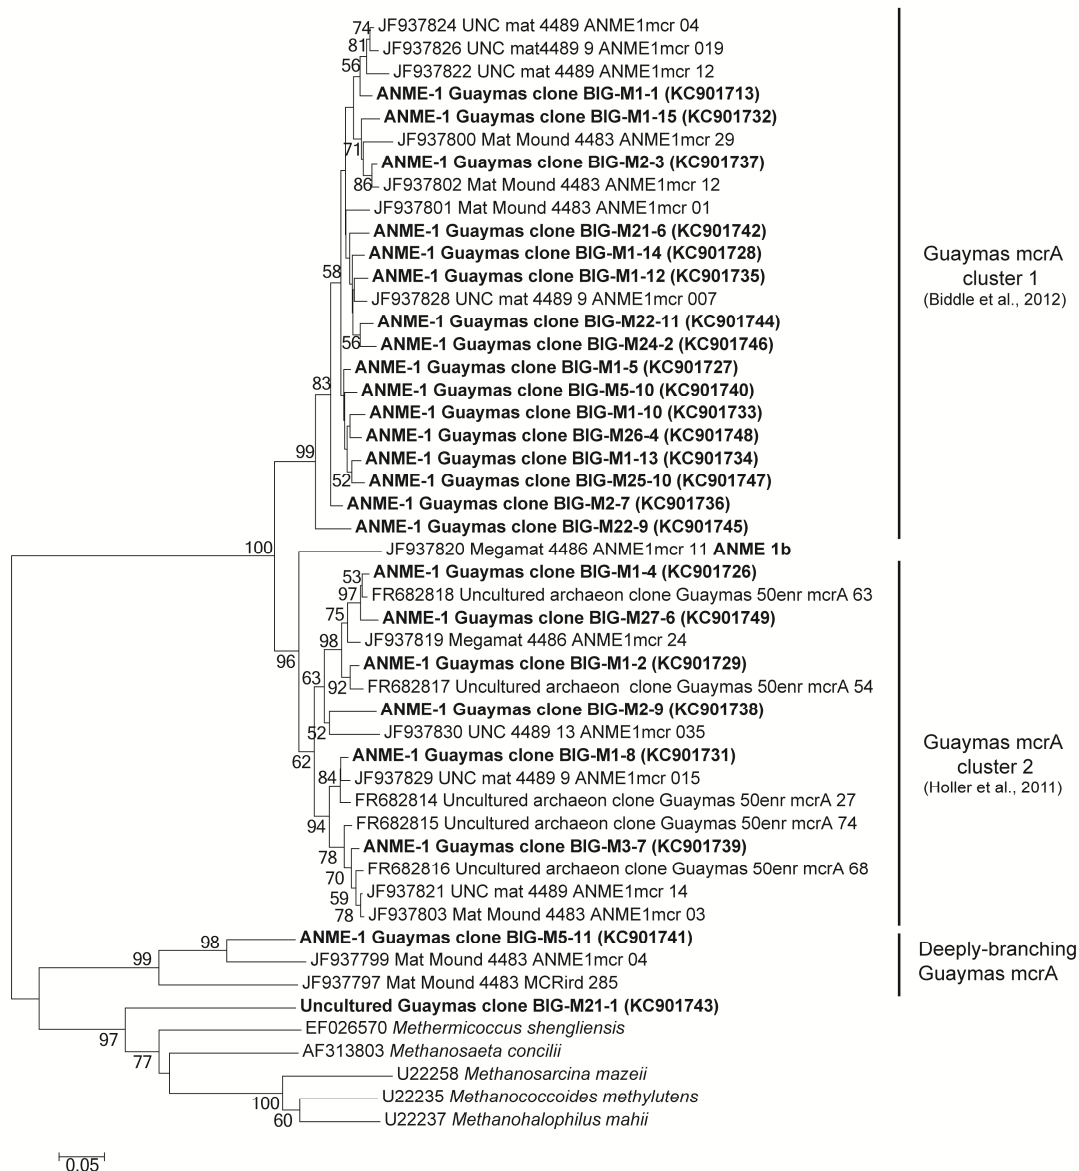 74 JF937824 UNC mat 4489 ANME1mcr 04
81 JF937826 UNC mat4489 9 ANME1mcr 019
56 JF937822 UNC mat 4489 ANME1mcr 12
ANME-1 Guaymas clone BIG-M1-1 (KC901713)
ANME-1 Guaymas clone BIG-M1-15 (KC901732)
JF937800 Mat Mound 4483 ANME1mcr 29
71
ANME-1 Guaymas clone BIG-M2-3 (KC901737)
86 JF937802 Mat Mound 4483 ANME1mcr 12
JF937801 Mat Mound 4483 ANME1mcr 01
ANME-1 Guaymas clone BIG-M21-6 (KC901742)
ANME-1 Guaymas clone BIG-M1-14 (KC901728)
58
ANME-1 Guaymas clone BIG-M1-12 (KC901735)
JF937828 UNC mat 4489 9 ANME1mcr 007
ANME-1 Guaymas clone BIG-M22-11 (KC901744)
56 ANME-1 Guaymas clone BIG-M24-2 (KC901746)
ANME-1 Guaymas clone BIG-M1-5 (KC901727)
83
ANME-1 Guaymas clone BIG-M5-10 (KC901740)
ANME-1 Guaymas clone BIG-M1-10 (KC901733)
ANME-1 Guaymas clone BIG-M26-4 (KC901748)
99
ANME-1 Guaymas clone BIG-M1-13 (KC901734)
52 ANME-1 Guaymas clone BIG-M25-10 (KC901747)
ANME-1 Guaymas clone BIG-M2-7 (KC901736)
ANME-1 Guaymas clone BIG-M22-9 (KC901745)
Guaymas mcrA
cluster 1
(Biddle et al., 2012)
100
JF937820 Megamat 4486 ANME1mcr 11 ANME 1b
53 ANME-1 Guaymas clone BIG-M1-4 (KC901726)
97 FR682818 Uncultured archaeon clone Guaymas 50enr mcrA 63
75 ANME-1 Guaymas clone BIG-M27-6 (KC901749)
98 JF937819 Megamat 4486 ANME1mcr 24
96
ANME-1 Guaymas clone BIG-M1-2 (KC901729)
63
92 FR682817 Uncultured archaeon clone Guaymas 50enr mcrA 54
ANME-1 Guaymas clone BIG-M2-9 (KC901738)
52 JF937830 UNC 4489 13 ANME1mcr 035
62
ANME-1 Guaymas clone BIG-M1-8 (KC901731)
84 JF937829 UNC mat 4489 9 ANME1mcr 015
FR682814 Uncultured archaeon clone Guaymas 50enr mcrA 27
94 FR682815 Uncultured archaeon clone Guaymas 50enr mcrA 74
78 ANME-1 Guaymas clone BIG-M3-7 (KC901739)
70 FR682816 Uncultured archaeon clone Guaymas 50enr mcrA 68
59 JF937821 UNC mat 4489 ANME1mcr 14
78 JF937803 Mat Mound 4483 ANME1mcr 03
Guaymas mcrA
cluster 2
(Holler et al., 2011)
98 ANME-1 Guaymas clone BIG-M5-11 (KC901741)
99 JF937799 Mat Mound 4483 ANME1mcr 04
JF937797 Mat Mound 4483 MCRird 285
Deeply-branching
Guaymas mcrA
Uncultured Guaymas clone BIG-M21-1 (KC901743)
97 EF026570 Methermicoccus shengliensis
77 AF313803 Methanosaeta concilii
U22258 Methanosarcina mazeii
100 U22235 Methanococcoides methylutens
60 U22237 Methanohalophilus mahii
0.05